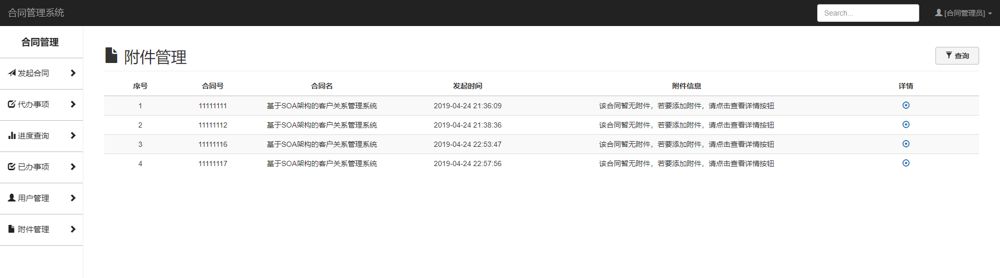 合同管理系统
Search...
[合同管理员]
合同管理
发起合同
代办事项
进度查询
已办事项
用户管理
附件管理
附件管理
查询
序号 合同号 合同名 发起时间 附件信息 详情
1 11111111 基于SOA架构的客户关系管理系统 2019-04-24 21:36:09 该合同暂无附件，若要添加附件，请点击查看详情按钮
2 11111112 基于SOA架构的客户关系管理系统 2019-04-24 21:38:36 该合同暂无附件，若要添加附件，请点击查看详情按钮
3 11111116 基于SOA架构的客户关系管理系统 2019-04-24 22:53:47 该合同暂无附件，若要添加附件，请点击查看详情按钮
4 11111117 基于SOA架构的客户关系管理系统 2019-04-24 22:57:56 该合同暂无附件，若要添加附件，请点击查看详情按钮